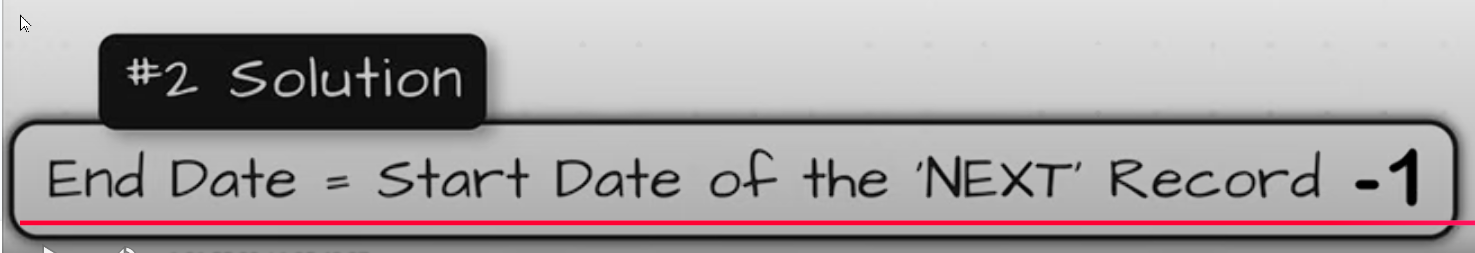 #2 Solution
End Date = Start Date of the 'NEXT' Record -1